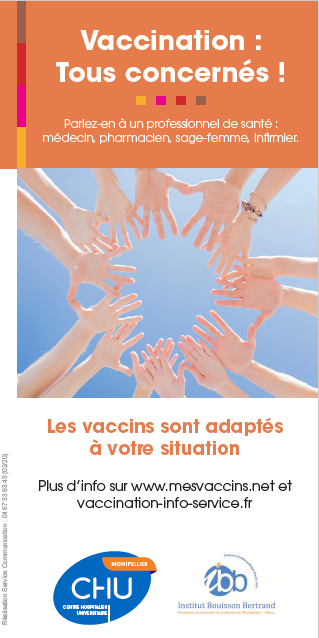 Vaccination :
Tous concernés !
Parlez-en à un professionnel de santé :
médecin, pharmacien, sage-femme, infirmier.
Les vaccins sont adaptés
à votre situation
Plus d'info sur www.mesvaccins.net et
vaccination-info-service.fr
MONTPELLIER
CHU
CENTRE HOSPITALIER
UNIVERSITAIRE
ibb
Institut Bouisson Bertrand
Réalisation Service Communication : 04 67 33 93 43 (02/20)